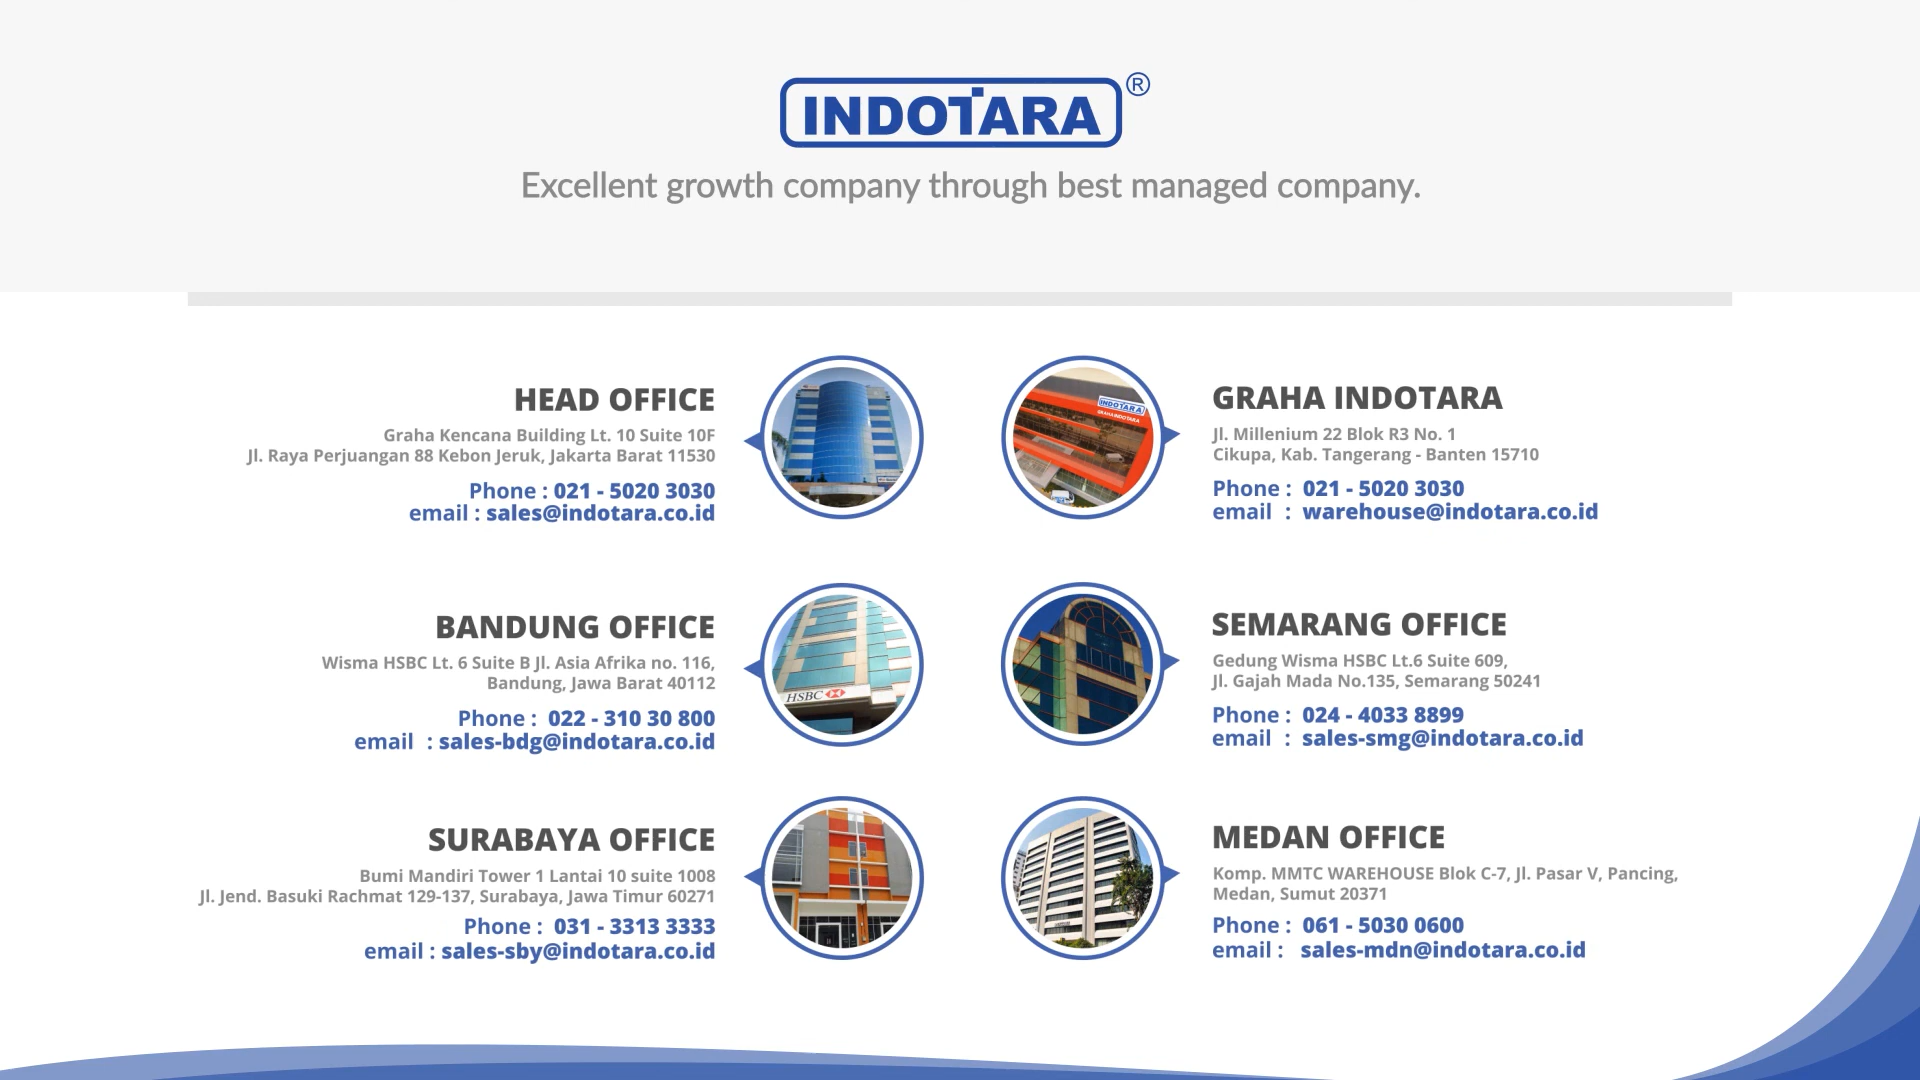 INDOTARA ®
Excellent growth company through best managed company.
HEAD OFFICE
Graha Kencana Building Lt. 10 Suite 10F
Jl. Raya Perjuangan 88 Kebon Jeruk, Jakarta Barat 11530
Phone : 021 - 5020 3030
email : sales@indotara.co.id
INDOTARA
GRAHA INDOTARA
GRAHA INDOTARA
Jl. Millenium 22 Blok R3 No. 1
Cikupa, Kab. Tangerang - Banten 15710
Phone : 021 - 5020 3030
email : warehouse@indotara.co.id
BANDUNG OFFICE
Wisma HSBC Lt. 6 Suite B Jl. Asia Afrika no. 116,
Bandung, Jawa Barat 40112
Phone : 022 - 310 30 800
email : sales-bdg@indotara.co.id
HSBC
SEMARANG OFFICE
Gedung Wisma HSBC Lt.6 Suite 609,
Jl. Gajah Mada No.135, Semarang 50241
Phone : 024 - 4033 8899
email : sales-smg@indotara.co.id
SURABAYA OFFICE
Bumi Mandiri Tower 1 Lantai 10 suite 1008
Jl. Jend. Basuki Rachmat 129-137, Surabaya, Jawa Timur 60271
Phone : 031 - 3313 3333
email : sales-sby@indotara.co.id
MEDAN OFFICE
Komp. MMTC WAREHOUSE Blok C-7, Jl. Pasar V, Pancing,
Medan, Sumut 20371
Phone : 061 - 5030 0600
email : sales-mdn@indotara.co.id